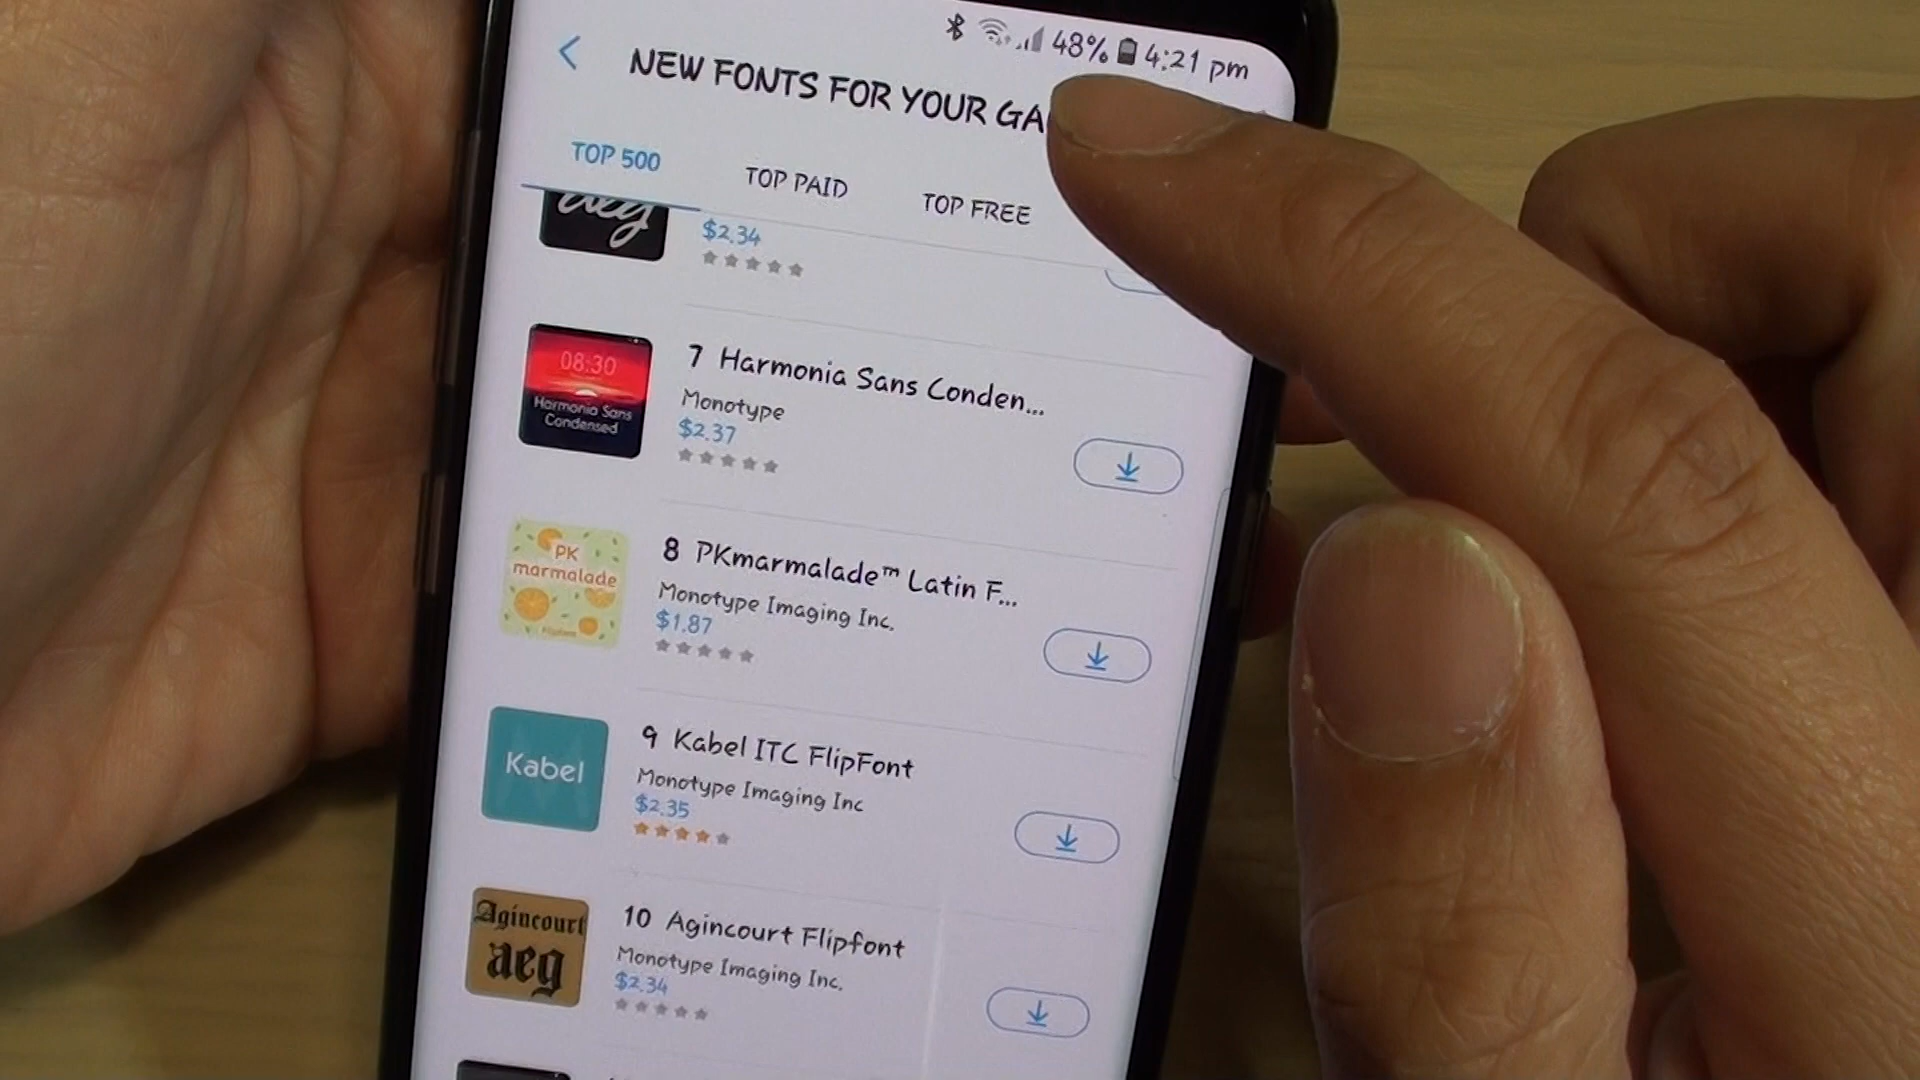 48% 4:21 pm
NEW FONTS FOR YOUR GA
TOP 500
TOP PAID
TOP FREE
aeg
$2.34
08:30
Harmonia Sans
Condensed
7 Harmonia Sans Conden...
Monotype
$2.37
PK
marmalade
8 PKmarmalade™ Latin F...
Monotype Imaging Inc.
$1.87
Kabel
9 Kabel ITC FlipFont
Monotype Imaging Inc
$2.35
Agincourt
aeg
10 Agincourt Flipfont
Monotype Imaging Inc.
$2.34